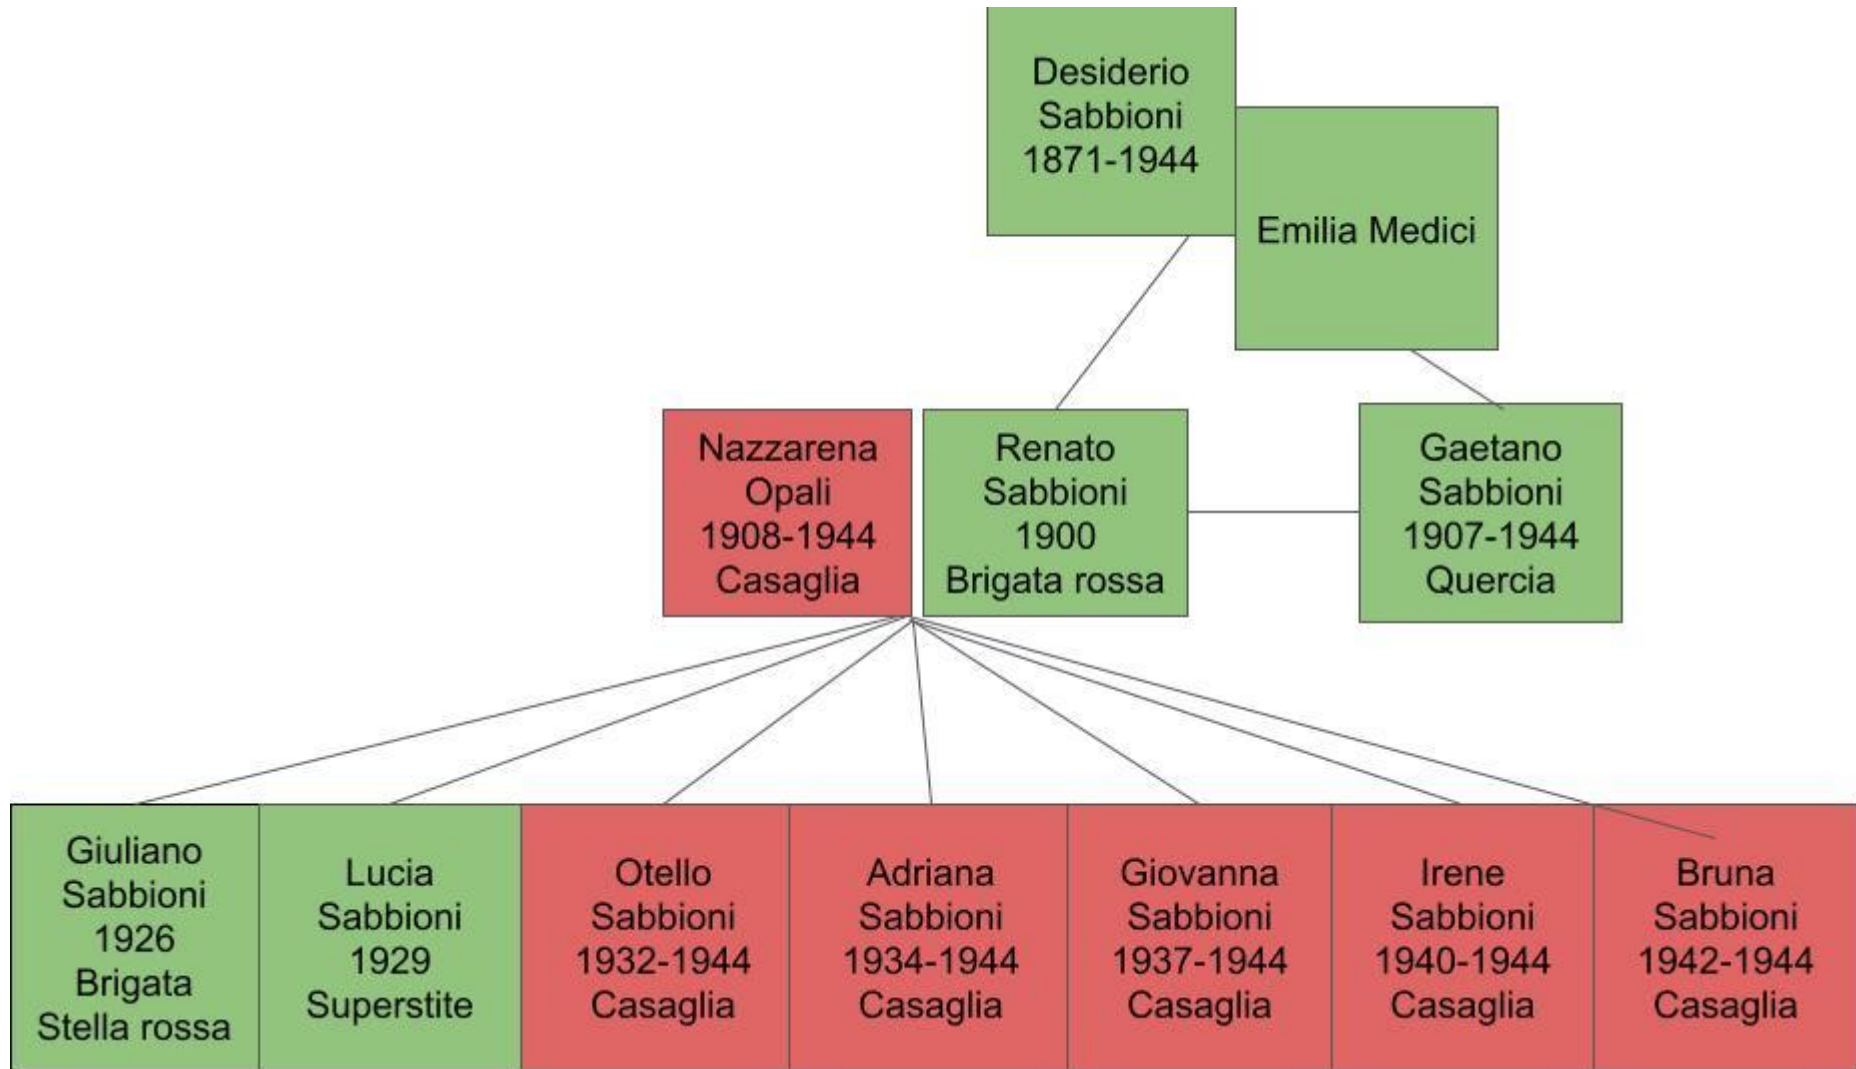 Desiderio
Sabbioni
1871-1944
Emilia Medici
Nazzarena
Opali
1908-1944
Casaglia
Renato
Sabbioni
1900
Brigata rossa
Gaetano
Sabbioni
1907-1944
Quercia
Giuliano
Sabbioni
1926
Brigata
Stella rossa
Lucia
Sabbioni
1929
Superstite
Otello
Sabbioni
1932-1944
Casaglia
Adriana
Sabbioni
1934-1944
Casaglia
Giovanna
Sabbioni
1937-1944
Casaglia
Irene
Sabbioni
1940-1944
Casaglia
Bruna
Sabbioni
1942-1944
Casaglia